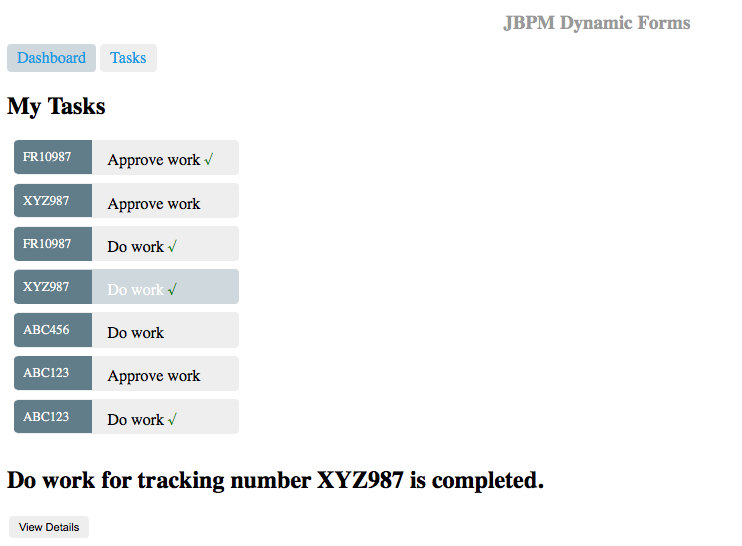 JBPM Dynamic Forms
Dashboard Tasks
My Tasks
FR10987 Approve work √
XYZ987 Approve work
FR10987 Do work √
XYZ987 Do work √
ABC456 Do work
ABC123 Approve work
ABC123 Do work √
Do work for tracking number XYZ987 is completed.
View Details